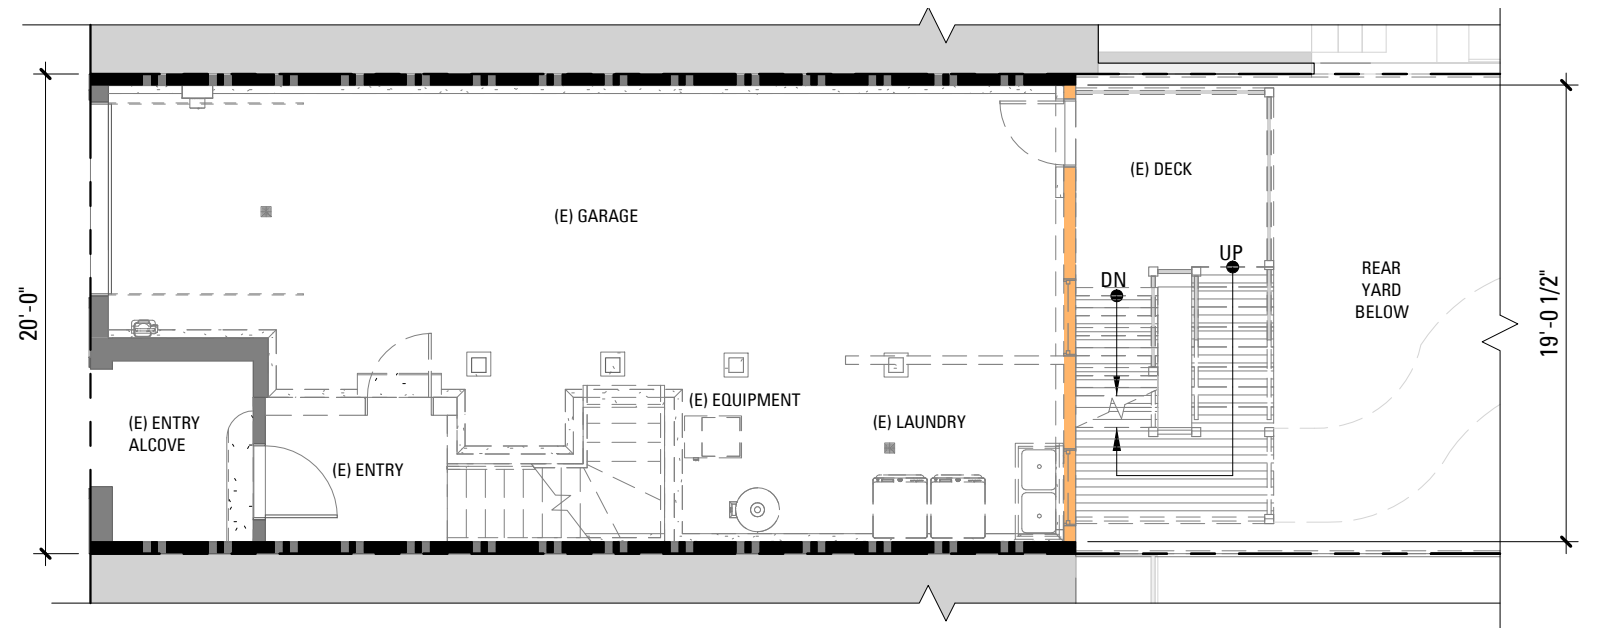 (E) DECK
(E) GARAGE
UP
DN
REAR
YARD
BELOW
20'-0"
19'-0 1/2"
(E) EQUIPMENT
(E) ENTRY
ALCOVE
(E) LAUNDRY
(E) ENTRY